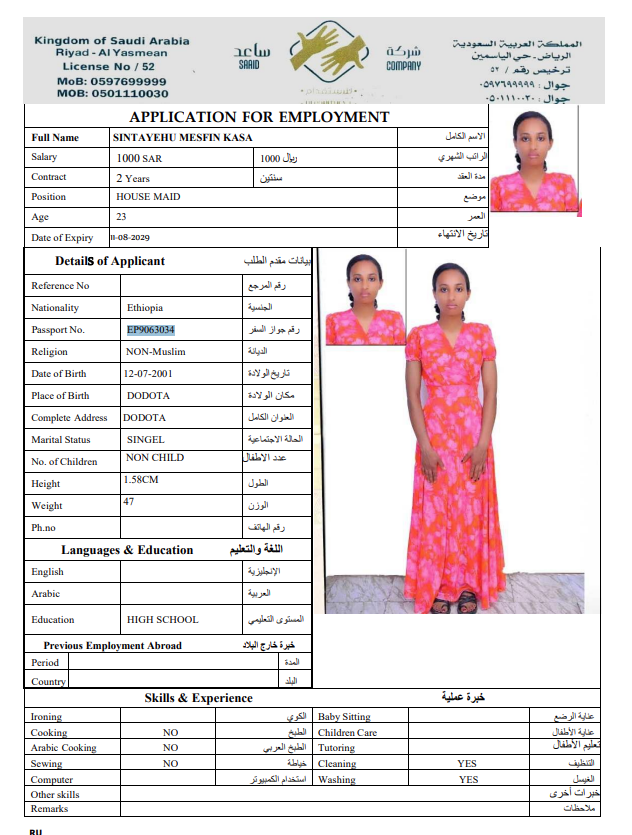 Kingdom of Saudi Arabia
Riyad - Al Yasmean
License No / 52
MoB: 0597699999
MOB: 0501110030
ساعد شركة
SAAID COMPANY
للاستقدام
المملكة العربية السعودية
الرياض - حي الياسمين
ترخيص رقم / ٥٢
جوال : ٠٥٩٧٦٩٩٩٩٩
جوال : ٠٥٠١١١٠٠٣٠
APPLICATION FOR EMPLOYMENT
Full Name SINTAYEHU MESFIN KASA الاسم الكامل
Salary 1000 SAR 1000 ريال الراتب الشهري
Contract 2 Years سنتين مدة العقد
Position HOUSE MAID موضع
Age 23 العمر
Date of Expiry 11-08-2029 تاريخ الانتهاء
Details of Applicant بيانات مقدم الطلب
Reference No رقم المرجع
Nationality Ethiopia الجنسية
Passport No. EP9063034 رقم جواز السفر
Religion NON-Muslim الديانة
Date of Birth 12-07-2001 تاريخ الولادة
Place of Birth DODOTA مكان الولادة
Complete Address DODOTA العنوان الكامل
Marital Status SINGEL الحالة الاجتماعية
No. of Children NON CHILD عدد الاطفال
Height 1.58CM الطول
Weight 47 الوزن
Ph.no رقم الهاتف
Languages & Education اللغة والتعليم
English الإنجليزية
Arabic العربية
Education HIGH SCHOOL المستوى التعليمي
Previous Employment Abroad خبرة خارج البلاد
Period المدة
Country البلد
Skills & Experience خبرة عملية
Ironing الكوي Baby Sitting عناية الرضع
Cooking NO الطبخ Children Care عناية الأطفال
Arabic Cooking NO الطبخ العربي Tutoring تعليم الأطفال
Sewing NO خياطة Cleaning YES التنظيف
Computer استخدام الكمبيوتر Washing YES الغيسل
Other skills خبرات أخرى
Remarks ملاحظات
RU